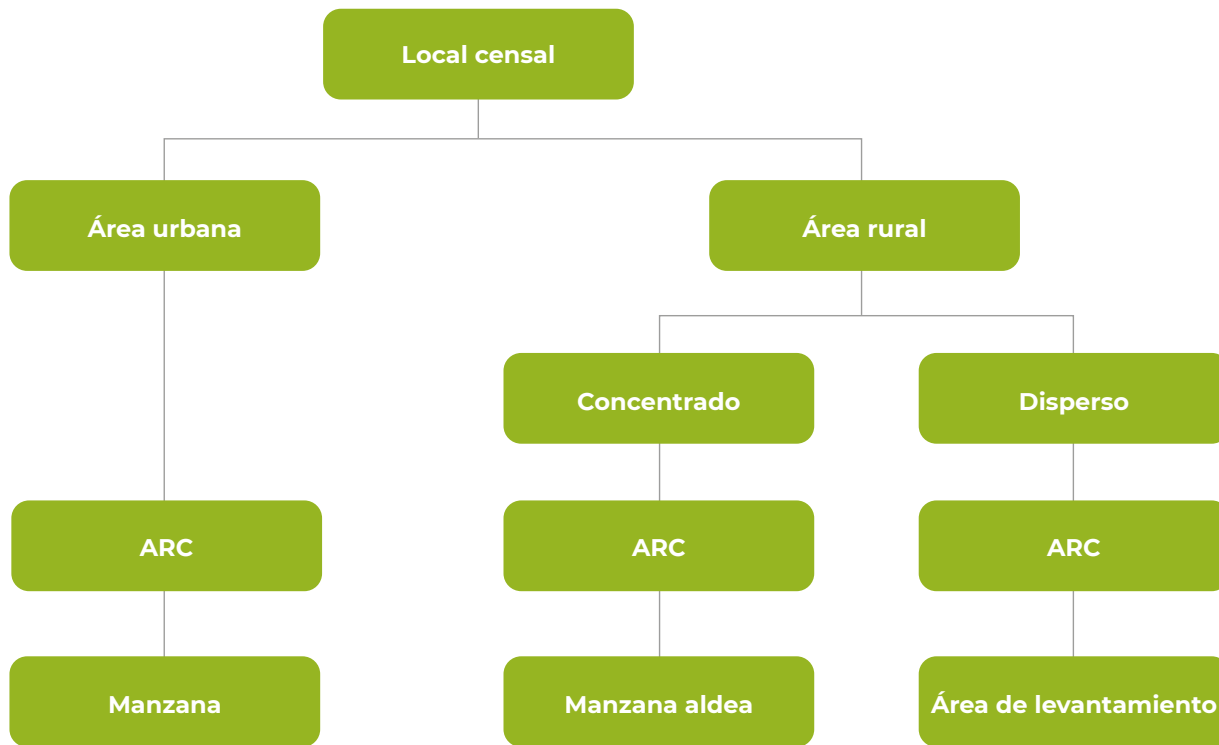 Local censal
Área urbana
Área rural
Concentrado
Disperso
ARC
ARC
ARC
Manzana
Manzana aldea
Área de levantamiento